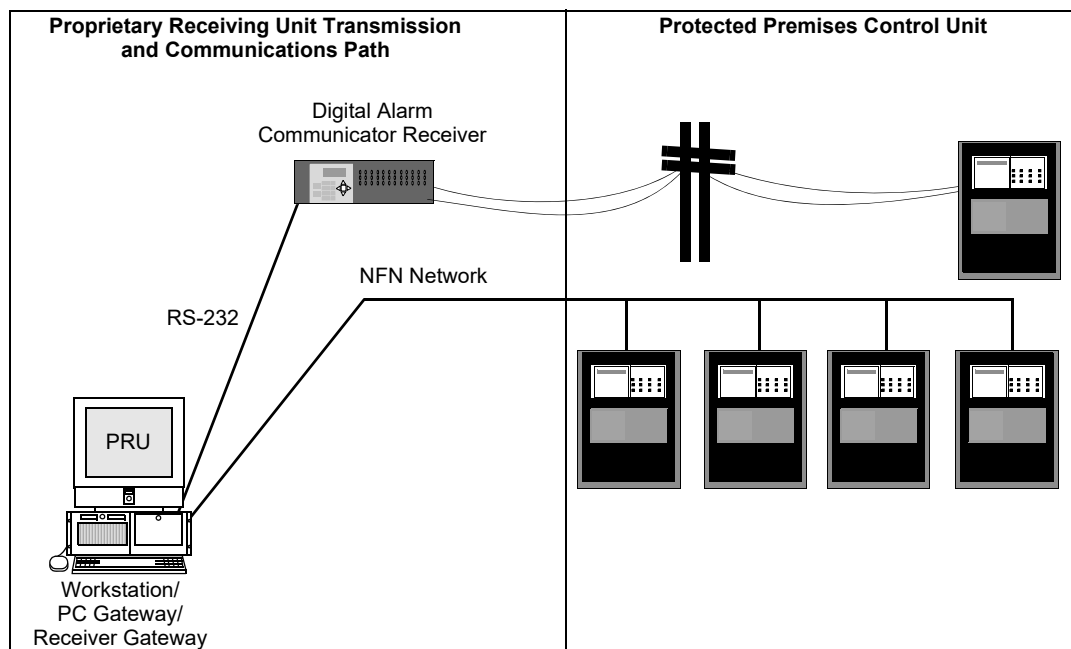 Proprietary Receiving Unit Transmission
and Communications Path
Protected Premises Control Unit
Digital Alarm
Communicator Receiver
NFN Network
RS-232
PRU
Workstation/
PC Gateway/
Receiver Gateway